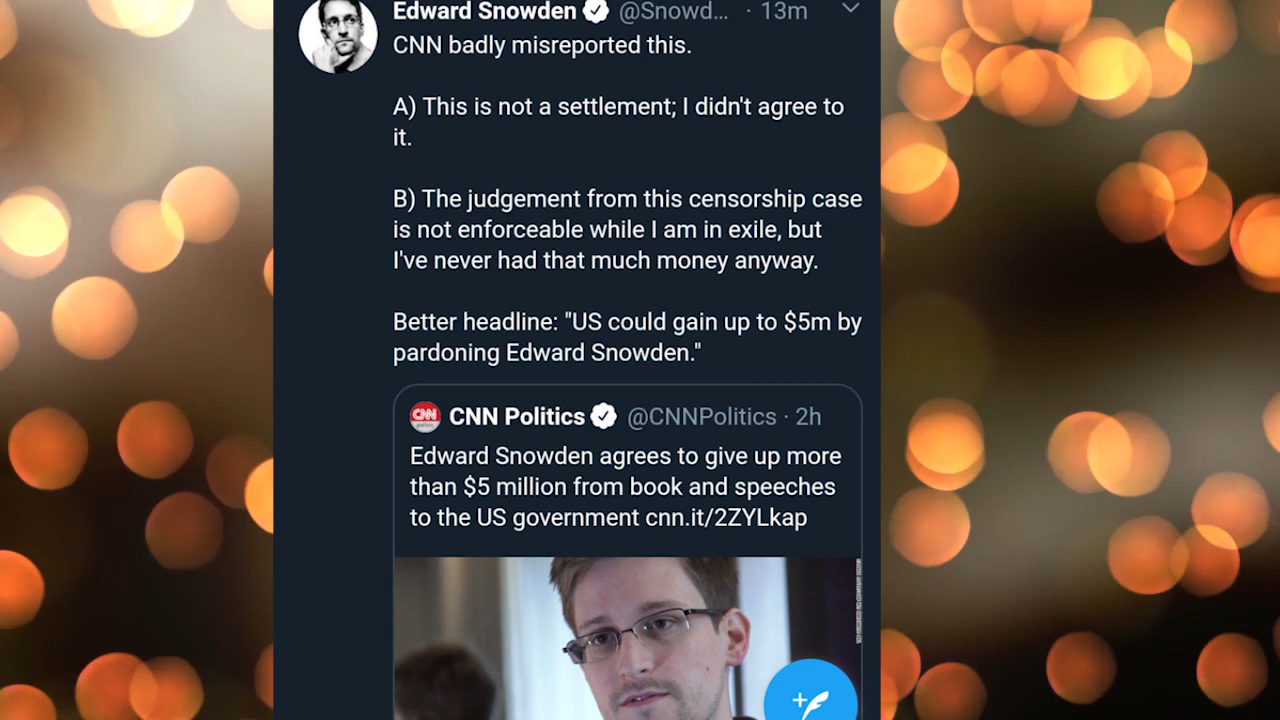 Edward Snowden @Snowd... · 13m
CNN badly misreported this.
A) This is not a settlement; I didn't agree to
it.
B) The judgement from this censorship case
is not enforceable while I am in exile, but
I've never had that much money anyway.
Better headline: "US could gain up to $5m by
pardoning Edward Snowden."
CNN politics
CNN Politics @CNNPolitics · 2h
Edward Snowden agrees to give up more
than $5 million from book and speeches
to the US government cnn.it/2ZYLkap